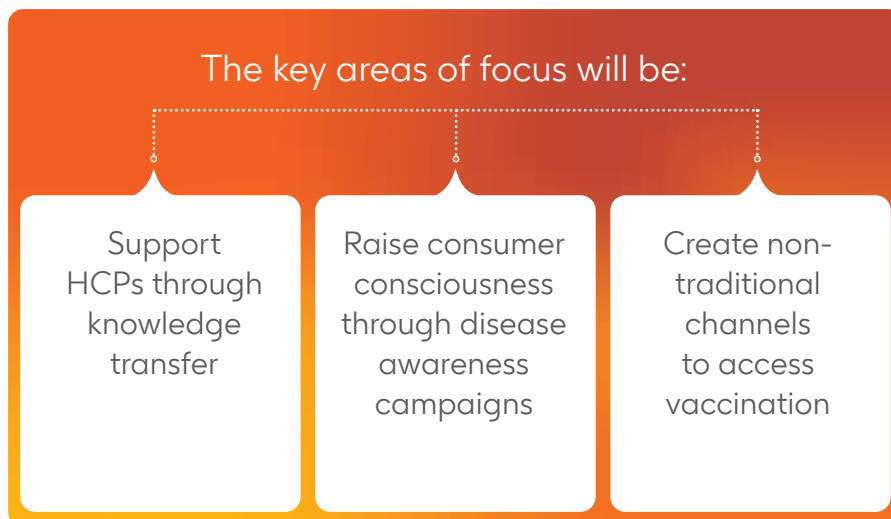 The key areas of focus will be:
Support
HCPs through
knowledge
transfer
Raise consumer
consciousness
through disease
awareness
campaigns
Create non-
traditional
channels
to access
vaccination